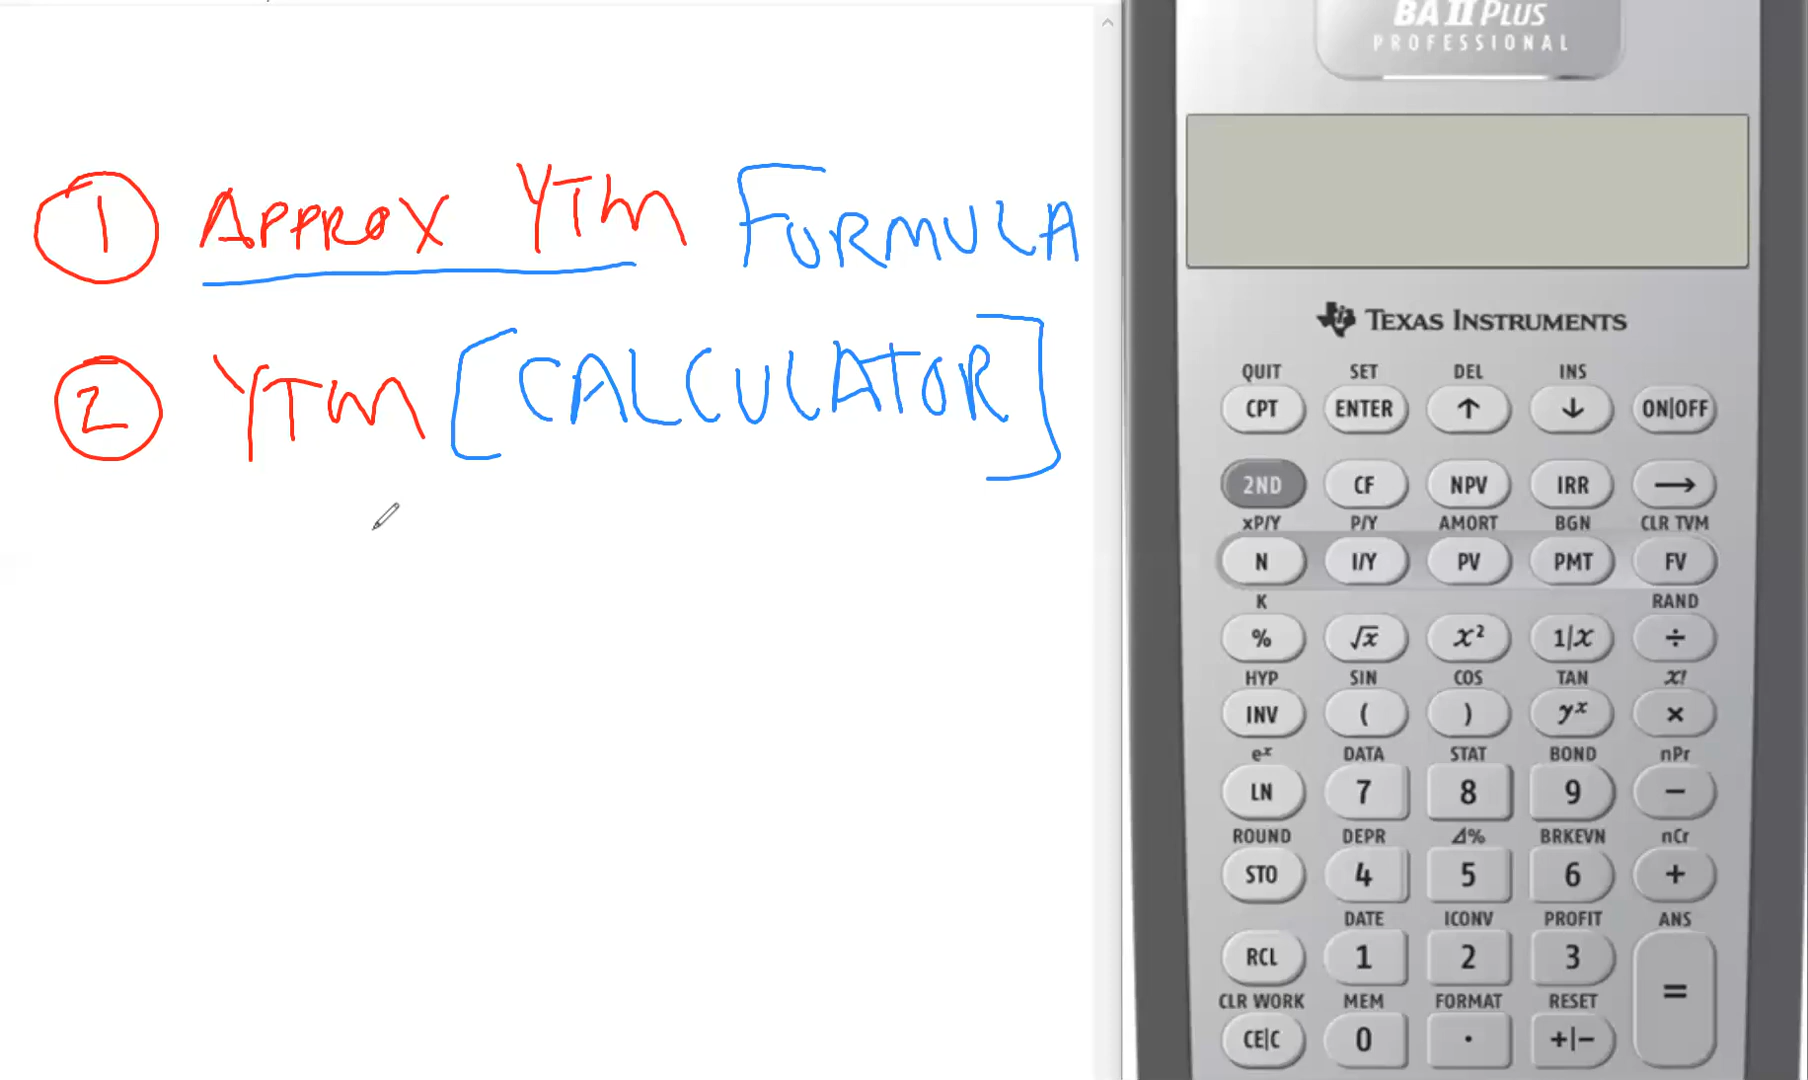 ① APPROX YTM FORMULA
② YTM [CALCULATOR]
BA II PLUS
PROFESSIONAL
TEXAS INSTRUMENTS
QUIT SET DEL INS
CPT ENTER ↑ ↓ ON|OFF
2ND CF NPV IRR →
xP/Y P/Y AMORT BGN CLR TVM
N I/Y PV PMT FV
K RAND
% √x x² 1/x ÷
HYP SIN COS TAN x!
INV ( ) yˣ ×
eˣ DATA STAT BOND nPr
LN 7 8 9 −
ROUND DEPR Δ% BRKEVN nCr
STO 4 5 6 +
DATE ICONV PROFIT ANS
RCL 1 2 3 =
CLR WORK MEM FORMAT RESET
CE|C 0 . +|−